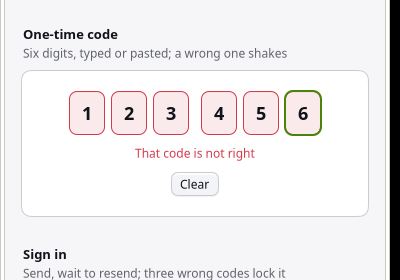 One-time code
Six digits, typed or pasted; a wrong one shakes
1 2 3 4 5 6
That code is not right
Clear
Sign in
Send, wait to resend; three wrong codes lock it